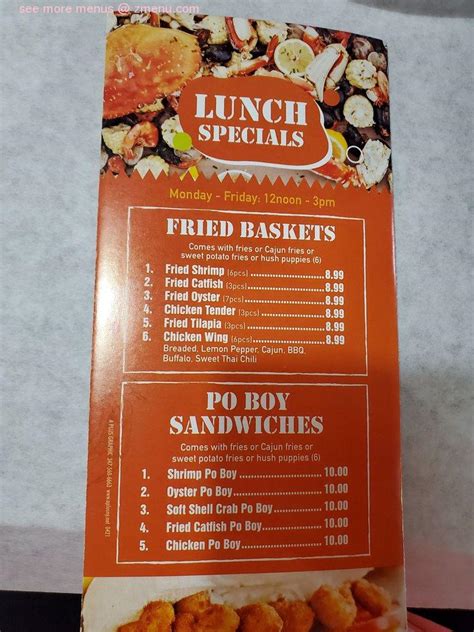 see more menus @ zmenu.com
LUNCH
SPECIALS
Monday - Friday: 12noon - 3pm
FRIED BASKETS
Comes with fries or Cajun fries or
sweet potato fries or hush puppies (6)
1. Fried Shrimp (6pcs)........................8.99
2. Fried Catfish (3pcs)........................8.99
3. Fried Oyster (7pcs)........................8.99
4. Chicken Tender (3pcs)....................8.99
5. Fried Tilapia (3pcs)........................8.99
6. Chicken Wing (6pcs)......................8.99
Breaded, Lemon Pepper, Cajun, BBQ,
Buffalo, Sweet Thai Chili
PO BOY
SANDWICHES
Comes with fries or Cajun fries or
sweet potato fries or hush puppies (6)
1. Shrimp Po Boy......................10.00
2. Oyster Po Boy.......................10.00
3. Soft Shell Crab Po Boy..........10.00
4. Fried Catfish Po Boy..............10.00
5. Chicken Po Boy.....................10.00